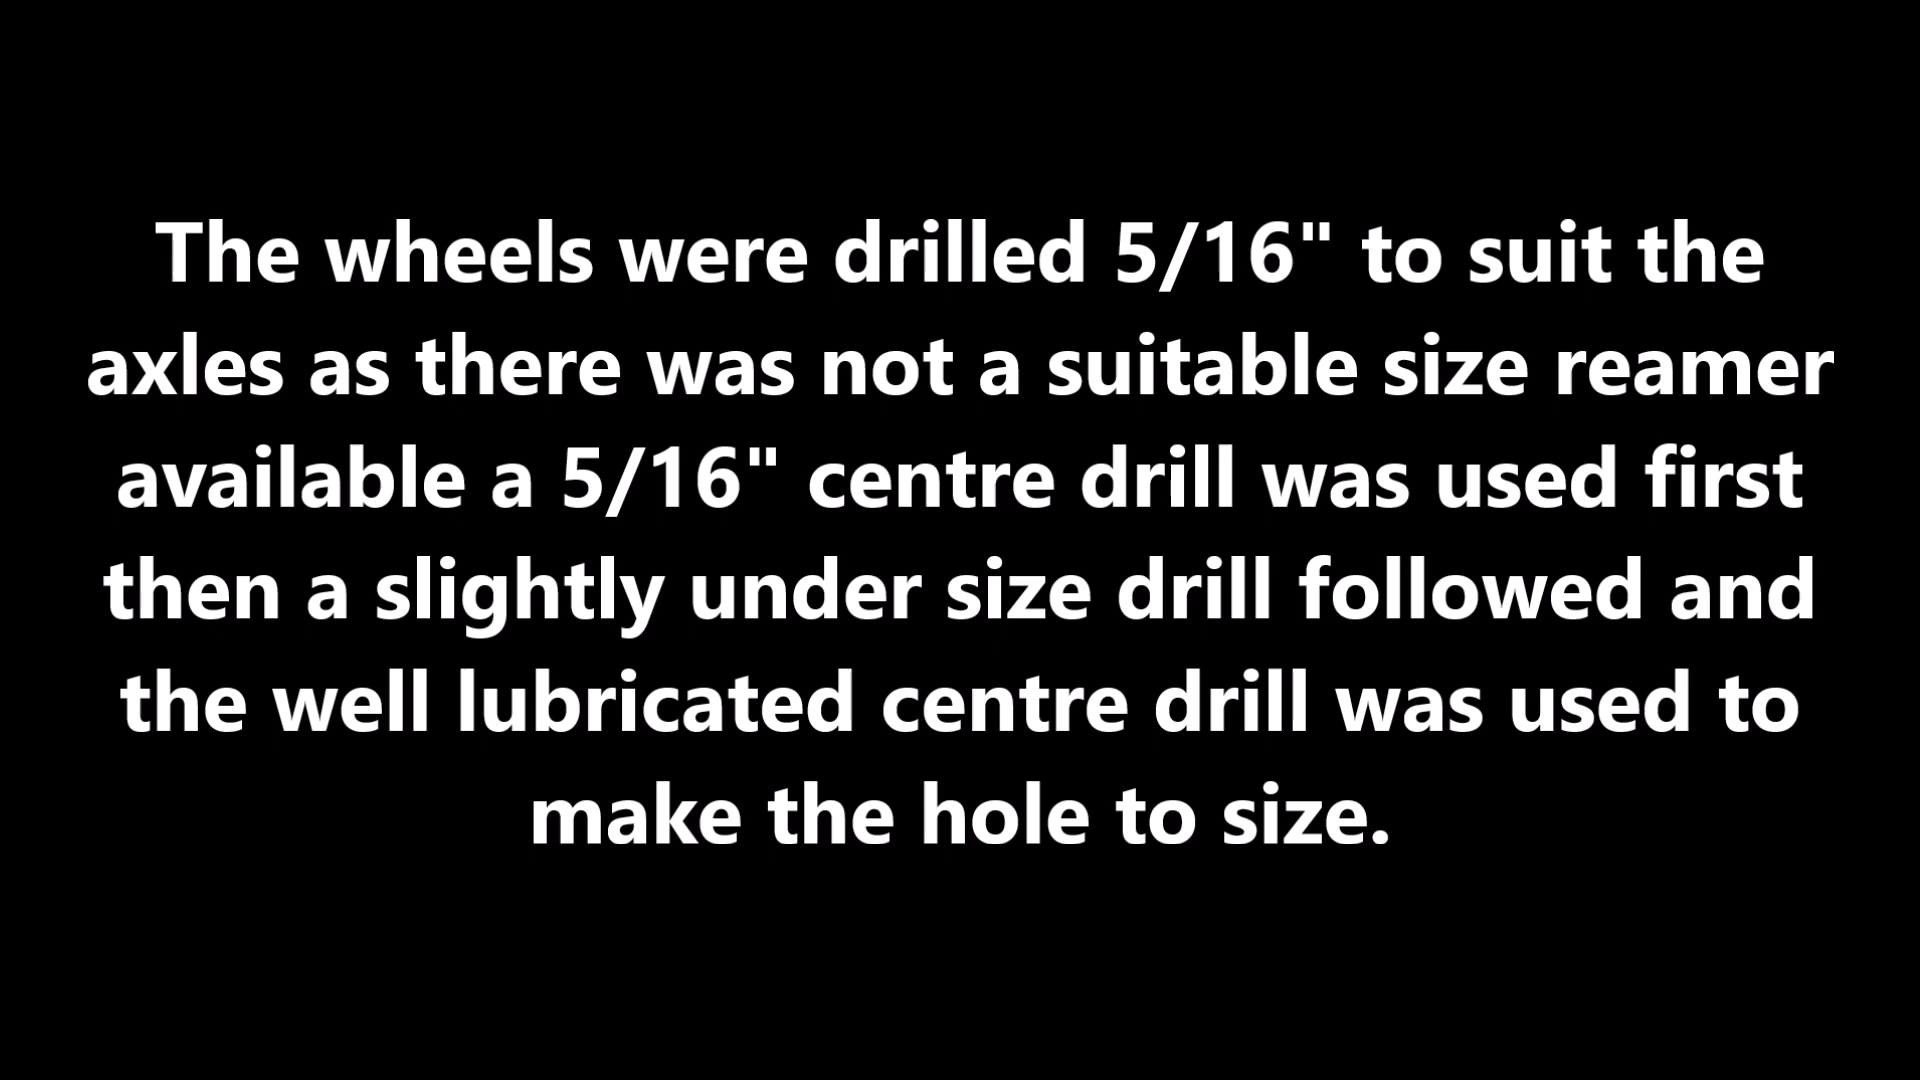 The wheels were drilled 5/16" to suit the
axles as there was not a suitable size reamer
available a 5/16" centre drill was used first
then a slightly under size drill followed and
the well lubricated centre drill was used to
make the hole to size.